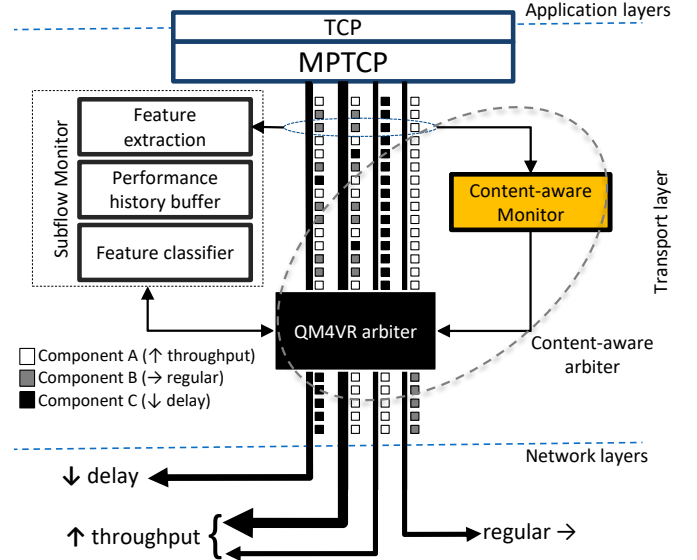 Application layers
TCP
MPTCP
Subflow Monitor
Feature
extraction
Performance
history buffer
Feature classifier
Content-aware
Monitor
Transport layer
QM4VR arbiter
Content-aware
arbiter
Component A (↑ throughput)
Component B (→ regular)
Component C (↓ delay)
Network layers
↓ delay
↑ throughput {
regular →